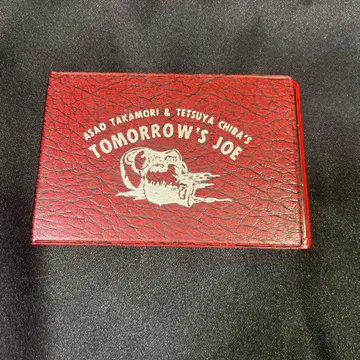 ASAO TAKAMORI & TETSUYA CHIBA'S
TOMORROW'S JOE